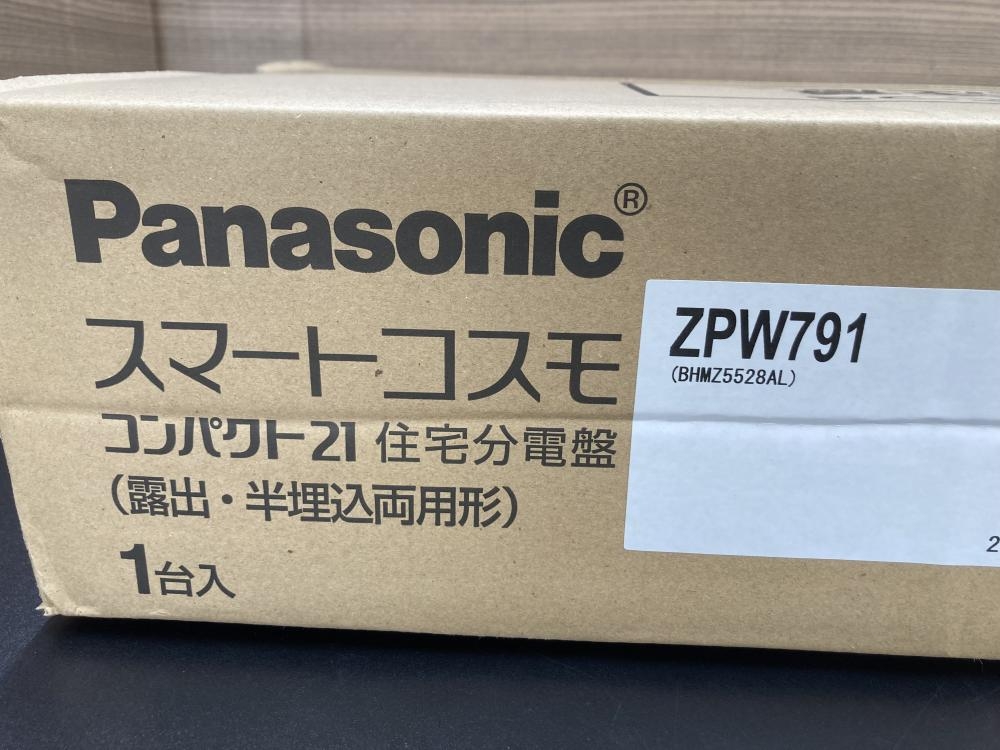 Panasonic®
スマートコスモ
コンパクト21 住宅分電盤
(露出・半埋込両用形)
1台入
ZPW791
(BHMZ5528AL)
2